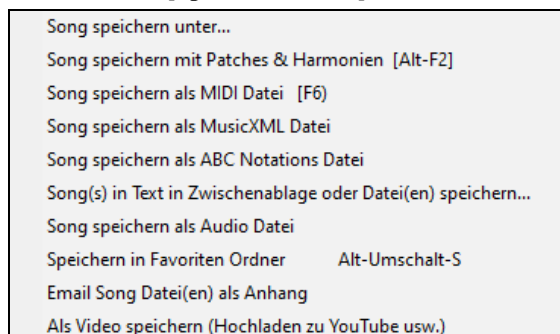 Song speichern unter...
Song speichern mit Patches & Harmonien [Alt-F2]
Song speichern als MIDI Datei [F6)
Song speichern als MusicXML Datei
Song speichern als ABC Notations Datei
Song(s) in Text in Zwischenablage oder Datei(en) speichern...
Song speichern als Audio Datei
Speichern in Favoriten Ordner Alt-Umschalt-S
Email Song Datei(en) als Anhang
Als Video speichern (Hochladen zu YouTube usw.)